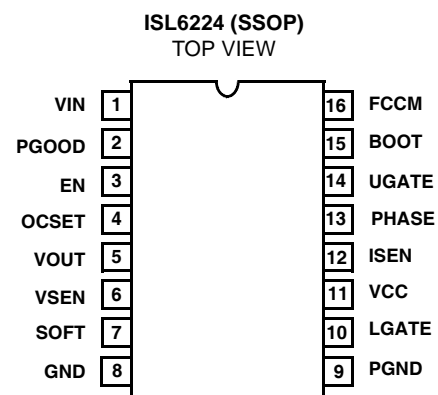 ISL6224 (SSOP)
TOP VIEW
VIN 1 16 FCCM
PGOOD 2 15 BOOT
EN 3 14 UGATE
OCSET 4 13 PHASE
VOUT 5 12 ISEN
VSEN 6 11 VCC
SOFT 7 10 LGATE
GND 8 9 PGND